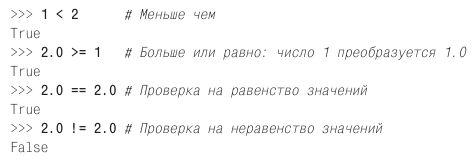 >>> 1 < 2 # Меньше чем
True
>>> 2.0 >= 1 # Больше или равно: число 1 преобразуется 1.0
True
>>> 2.0 == 2.0 # Проверка на равенство значений
True
>>> 2.0 != 2.0 # Проверка на неравенство значений
False